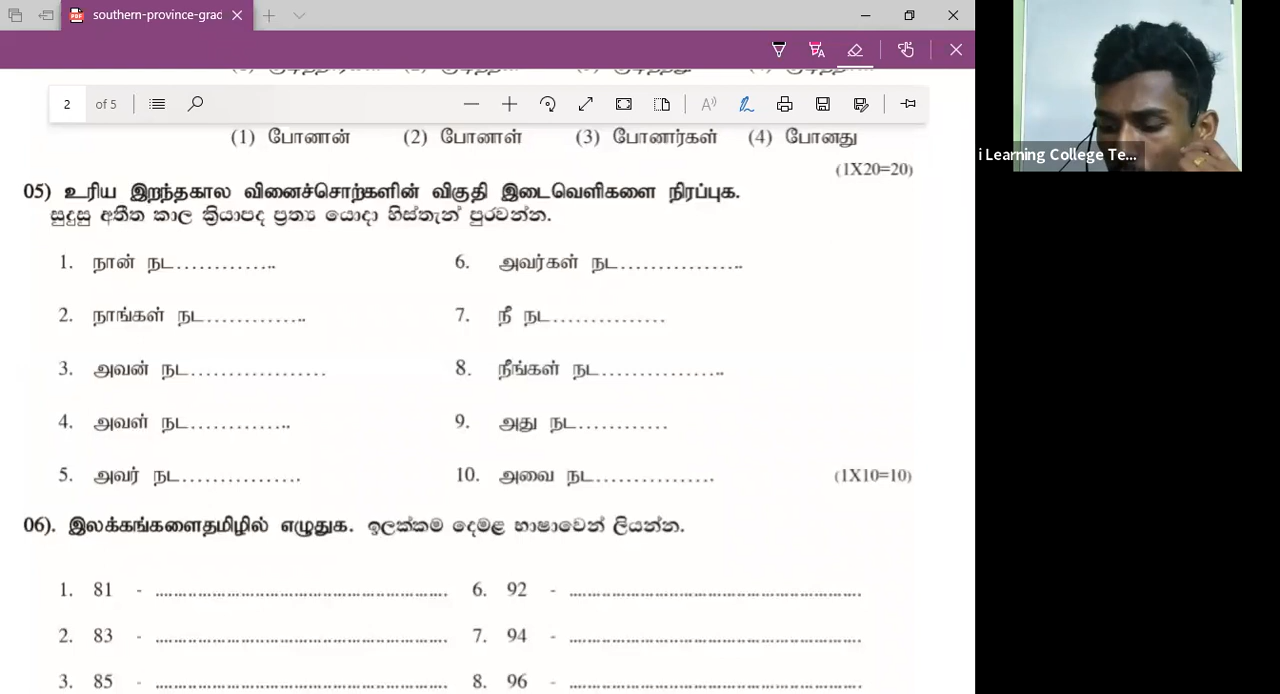 southern-province-grad
2 of 5
(1) போணான் (2) போணாள் (3) போணார்கள் (4) போனது
(1X20=20)
05) உரிய இறந்தகால வினைச்சொற்களின் விகுதி இடைவெளிகளை நிரப்புக.
සුදුසු අතීත කාල ක්‍රියාපද ප්‍රත්‍ය යොදා හිස්තැන් පුරවන්න.
1. நான் நட.............. 6. அவர்கள் நட.................
2. நாங்கள் நட.............. 7. நீ நட...............
3. அவன் நட.................. 8. நீங்கள் நட.................
4. அவள் நட.............. 9. அது நட............
5. அவர் நட................ 10. அவை நட................ (1X10=10)
06). இலக்கங்களைதமிழில் எழுதுக. ඉලක්කම් දෙමළ භාෂාවෙන් ලියන්න.
1. 81 - .................................................. 6. 92 - ..................................................
2. 83 - .................................................. 7. 94 - ..................................................
3. 85 - .................................................. 8. 96 - ..................................................
i Learning College Te...